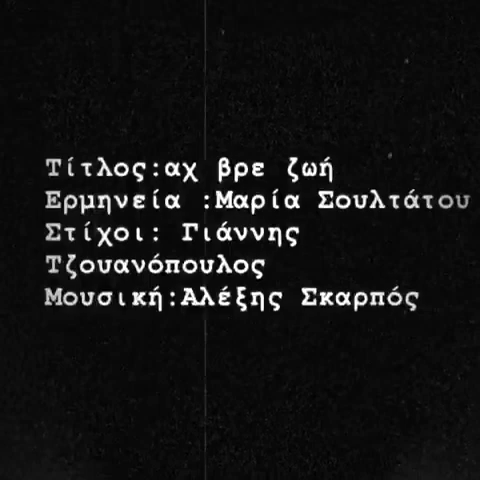 Τίτλος:αχ βρε ζωή
Ερμηνεία :Μαρία Σουλτάτου
Στίχοι: Γιάννης
Τζουανόπουλος
Μουσική:Αλέξης Σκαρπός